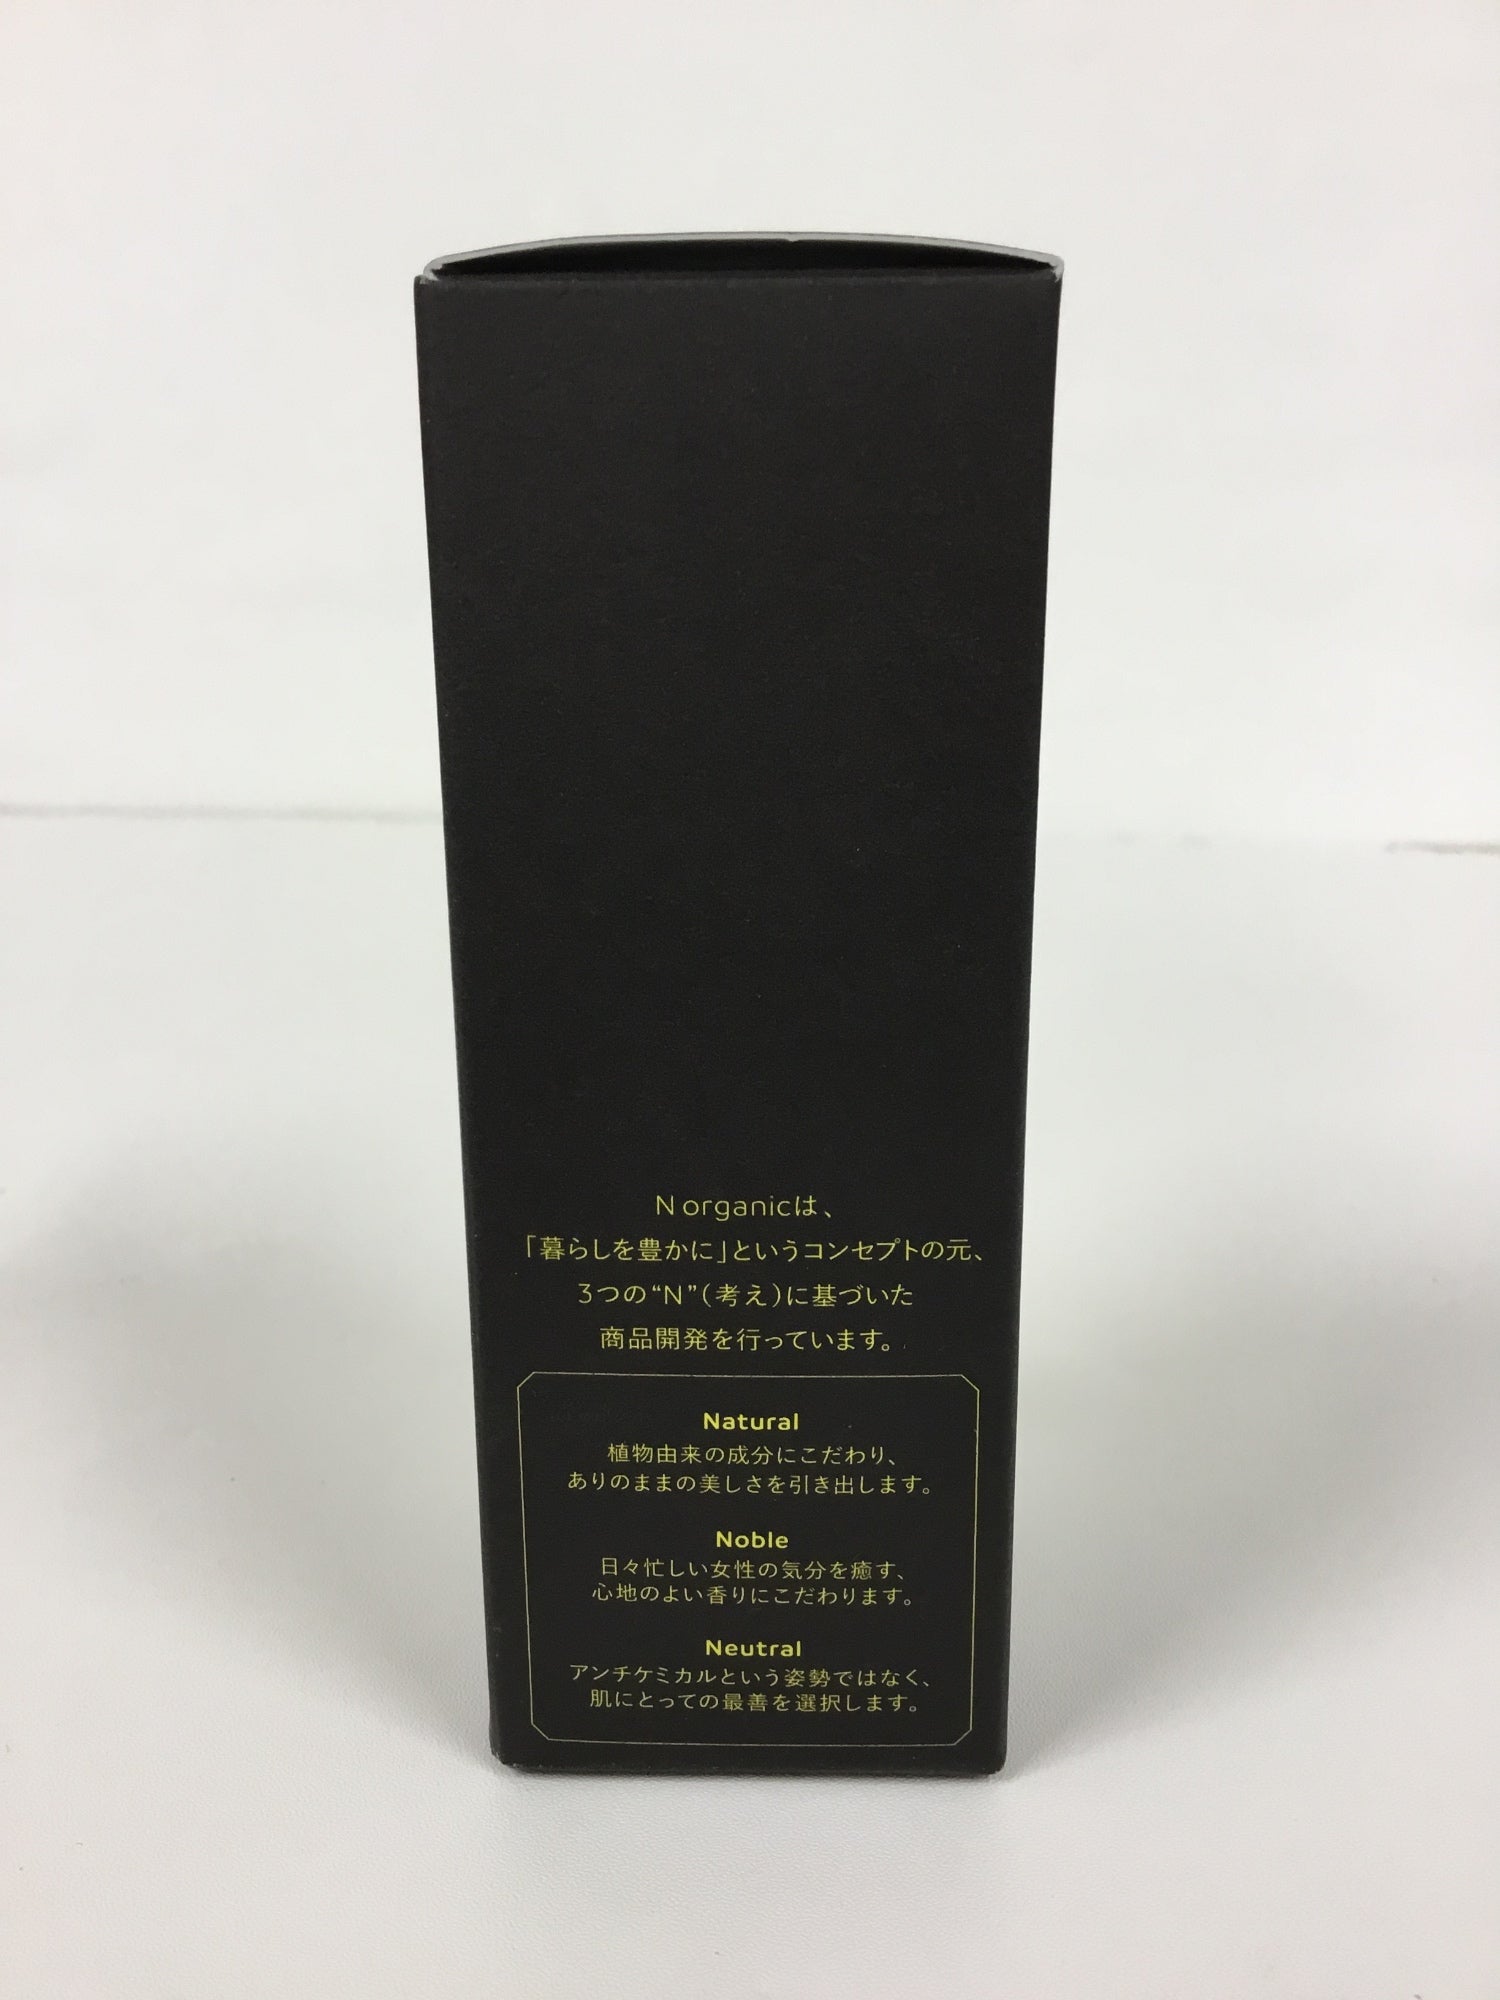 N organicは、
「暮らしを豊かに」というコンセプトの元、
3つの“N”（考え）に基づいた
商品開発を行っています。
Natural
植物由来の成分にこだわり、
ありのままの美しさを引き出します。
Noble
日々忙しい女性の気分を癒す、
心地のよい香りにこだわります。
Neutral
アンチケミカルという姿勢ではなく、
肌にとっての最善を選択します。